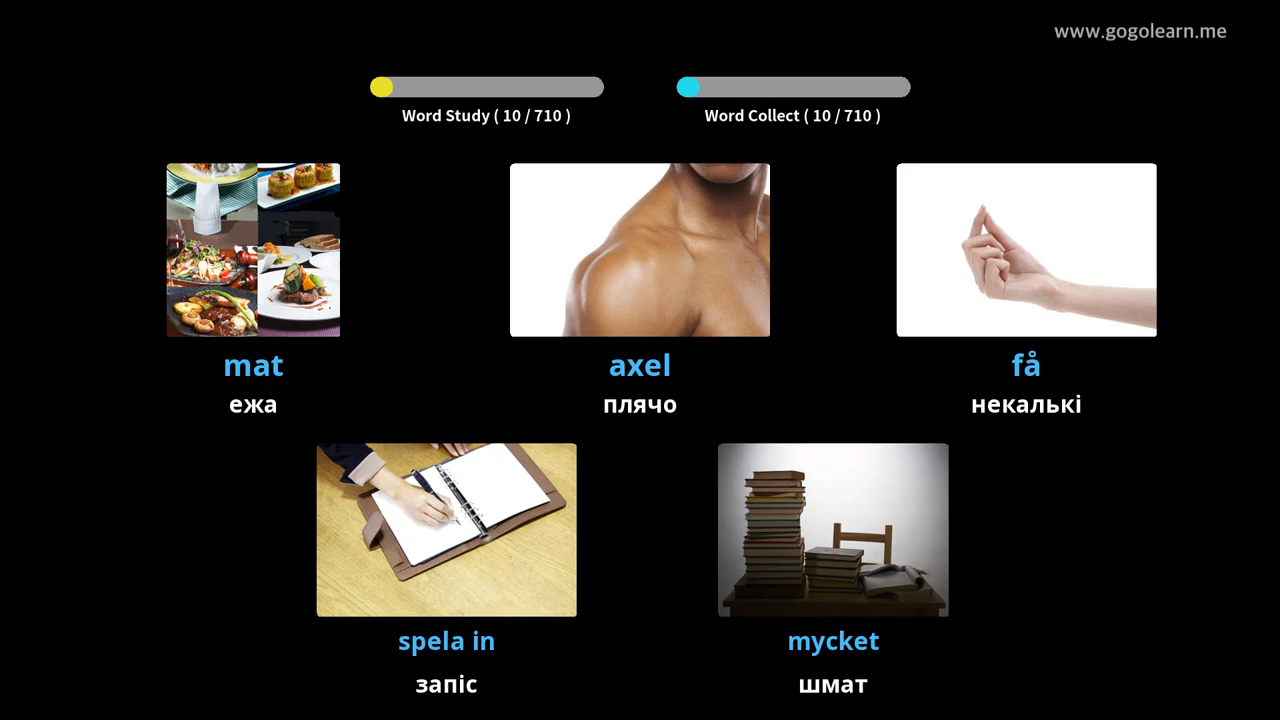 www.gogolearn.me
Word Study ( 10 / 710 )
Word Collect ( 10 / 710 )
mat
ежа
axel
плячо
få
некалькі
spela in
запіс
mycket
шмат